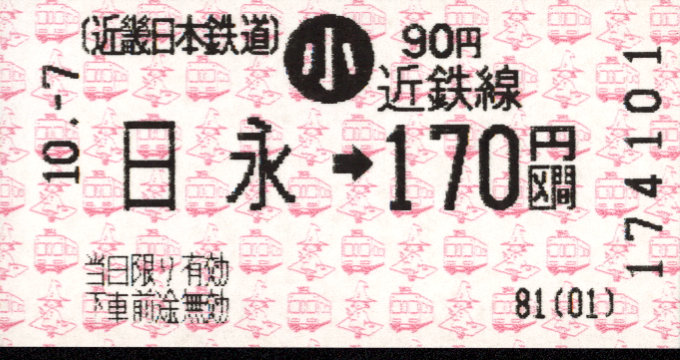 (近畿日本鉄道) 小 90円
近鉄線
10.-7
日永→170円区間
当日限り有効
下車前途無効
81(01)
174101